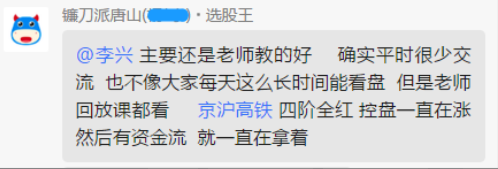 镰刀派唐山( )·选股王
@李兴 主要还是老师教的好 确实平时很少交
流 也不像大家每天这么长时间能看盘 但是老师
回放课都看 京沪高铁 四阶全红 控盘一直在涨
然后有资金流 就一直在拿着